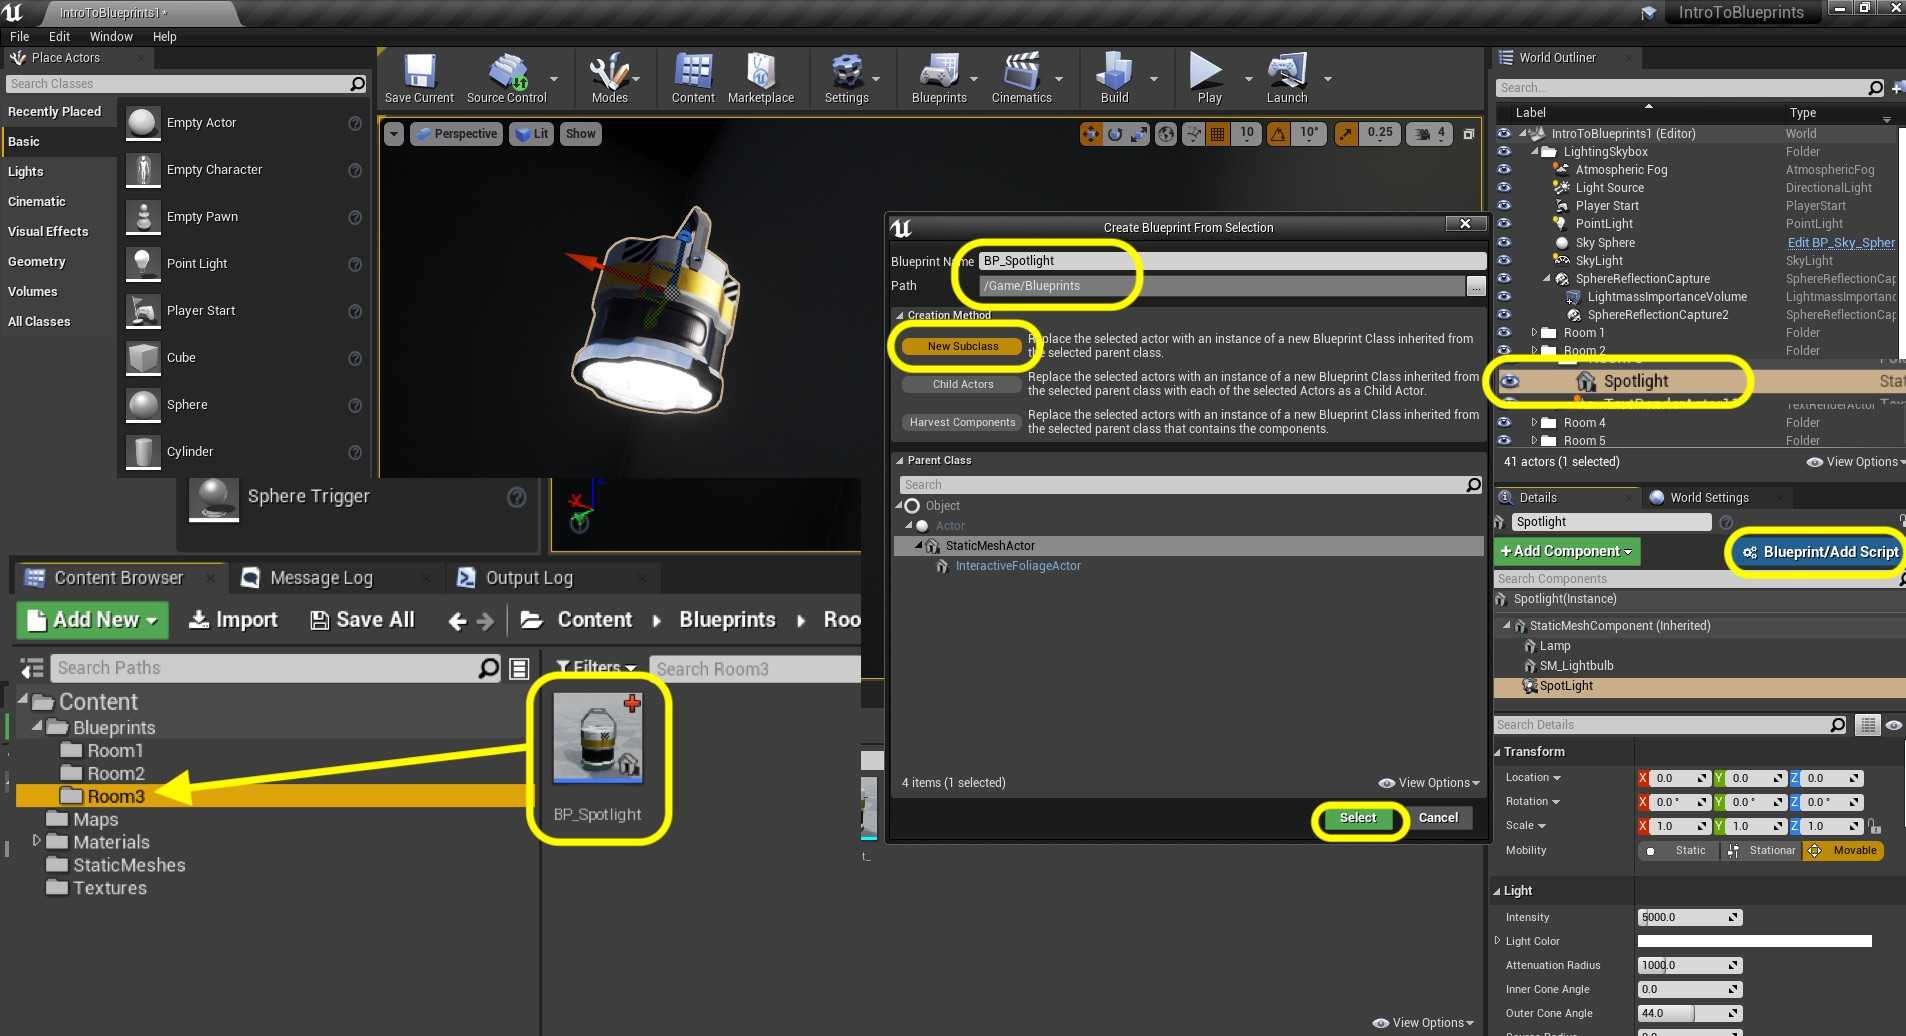 IntroToBlueprints1*
IntroToBlueprints
File Edit Window Help
Place Actors
Search Classes
Recently Placed
Basic
Lights
Cinematic
Visual Effects
Geometry
Volumes
All Classes
Empty Actor
Empty Character
Empty Pawn
Point Light
Player Start
Cube
Sphere
Cylinder
Sphere Trigger
Save Current Source Control Modes Content Marketplace Settings Blueprints Cinematics Build Play Launch
Perspective Lit Show 10 10° 0.25 4
Create Blueprint From Selection
Blueprint Name BP_Spotlight
Path /Game/Blueprints ...
Creation Method
New Subclass
Replace the selected actor with an instance of a new Blueprint Class inherited from
the selected parent class.
Child Actors
Replace the selected actors with an instance of a new Blueprint Class inherited from
the selected parent class with each of the selected Actors as a Child Actor.
Harvest Components
Replace the selected actors with an instance of a new Blueprint Class inherited from
the selected parent class that contains the components.
Parent Class
Search
Object
Actor
StaticMeshActor
InteractiveFoliageActor
4 items (1 selected) View Options
Select Cancel
World Outliner
Search...
Label Type
IntroToBlueprints1 (Editor) World
LightingSkybox Folder
Atmospheric Fog AtmosphericFog
Light Source DirectionalLight
Player Start PlayerStart
PointLight PointLight
Sky Sphere Edit BP_Sky_Spher
SkyLight SkyLight
SphereReflectionCapture SphereReflectionCap
LightmassImportanceVolume LightmassImportanc
SphereReflectionCapture2 SphereReflectionCap
Room 1 Folder
Room 2 Folder
Spotlight Stat
Room 4 Folder
Room 5 Folder
41 actors (1 selected) View Options
Details World Settings
Spotlight
+Add Component Blueprint/Add Script
Search Components
Spotlight(Instance)
StaticMeshComponent (Inherited)
Lamp
SM_Lightbulb
SpotLight
Search Details
Transform
Location X 0.0 Y 0.0 Z 0.0
Rotation X 0.0 ° Y 0.0 ° Z 0.0 °
Scale X 1.0 Y 1.0 Z 1.0
Mobility Static Stationar Movable
Light
Intensity 5000.0
Light Color
Attenuation Radius 1000.0
Inner Cone Angle 0.0
Outer Cone Angle 44.0
Content Browser Message Log Output Log
Add New Import Save All Content Blueprints Roo
Search Paths Filters Search Room3
Content
Blueprints
Room1
Room2
Room3
Maps
Materials
StaticMeshes
Textures
BP_Spotlight
View Options